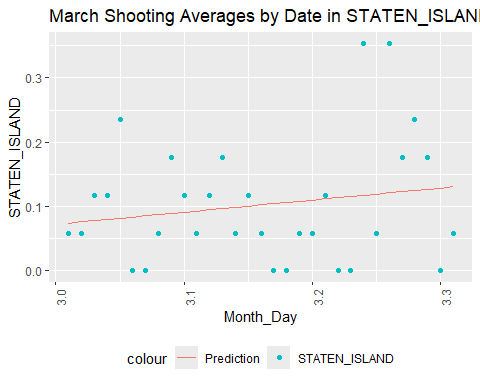 March Shooting Averages by Date in STATEN_ISLAN
STATEN_ISLAND
0.3
0.2
0.1
0.0
3.0
3.1
3.2
3.3
Month_Day
colour
Prediction
STATEN_ISLAND